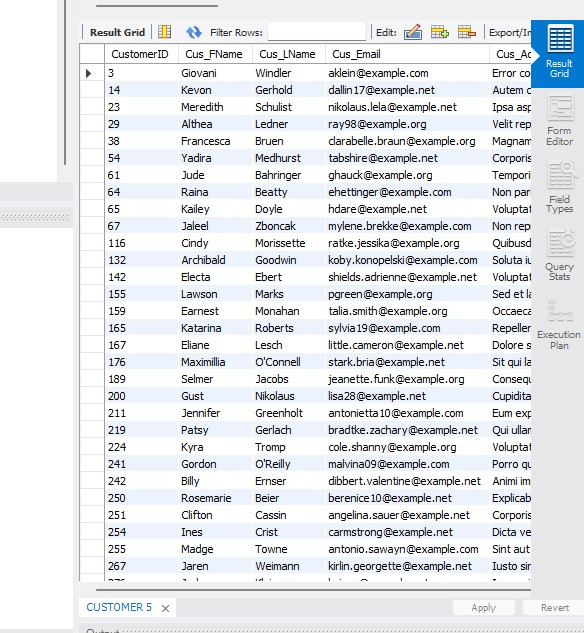 Result Grid Filter Rows: Edit: Export/Im
CustomerID Cus_FName Cus_LName Cus_Email Cus_Ac
3 Giovani Windler aklein@example.com Error co
14 Kevon Gerhold dallin17@example.net Autem c
23 Meredith Schulist nikolaus.lela@example.net Ipsa asp
29 Althea Ledner ray98@example.org Velit rep
38 Francesca Bruen clarabelle.braun@example.org Magnam
54 Yadira Medhurst tabshire@example.net Corporis
61 Jude Bahringer ghauck@example.org Tempori
64 Raina Beatty ehettinger@example.com Non pari
65 Kailey Doyle hdare@example.net Voluptat
67 Jaleel Zboncak mylene.brekke@example.com Non rep
116 Cindy Morissette ratke.jessika@example.org Quibusd
132 Archibald Goodwin koby.konopelski@example.com Soluta iu
142 Electa Ebert shields.adrienne@example.net Voluptat
155 Lawson Marks pgreen@example.org Sed et la
159 Earnest Monahan talia.smith@example.org Occaeca
165 Katarina Roberts sylvia19@example.com Repeller
167 Eliane Lesch little.cameron@example.net Dolore s
176 Maximillia O'Connell stark.bria@example.net Sit qui la
189 Selmer Jacobs jeanette.funk@example.org Consequ
200 Gust Nikolaus lisa28@example.net Cupidita
211 Jennifer Greenholt antonietta10@example.com Eum exp
219 Patsy Gerlach bradtke.zachary@example.net Qui ullan
224 Kyra Tromp cole.shanny@example.org Voluptat
241 Gordon O'Reilly malvina09@example.com Porro qu
242 Billy Ernser dibbert.valentine@example.net Animi im
250 Rosemarie Beier berenice10@example.net Explicab
251 Clifton Cassin angelina.sauer@example.net Corporis
254 Ines Crist carmstrong@example.net Dicta ve
255 Madge Towne antonio.sawayn@example.com Sint aut
267 Jaren Weimann kirlin.georgette@example.net Iusto sin
Result
Grid
Form
Editor
Field
Types
Query
Stats
Execution
Plan
CUSTOMER 5 Apply Revert